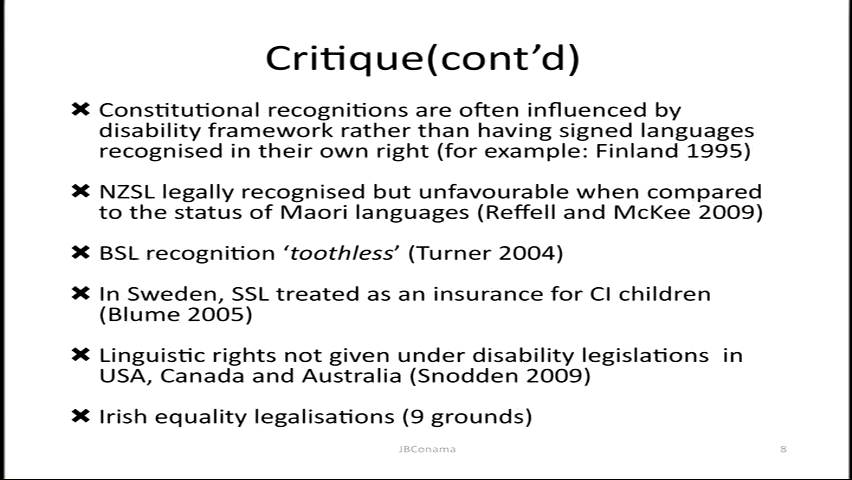 Critique(cont’d)
✖ Constitutional recognitions are often influenced by
disability framework rather than having signed languages
recognised in their own right (for example: Finland 1995)
✖ NZSL legally recognised but unfavourable when compared
to the status of Maori languages (Reffell and McKee 2009)
✖ BSL recognition ‘toothless’ (Turner 2004)
✖ In Sweden, SSL treated as an insurance for CI children
(Blume 2005)
✖ Linguistic rights not given under disability legislations in
USA, Canada and Australia (Snodden 2009)
✖ Irish equality legalisations (9 grounds)
JBConama
8